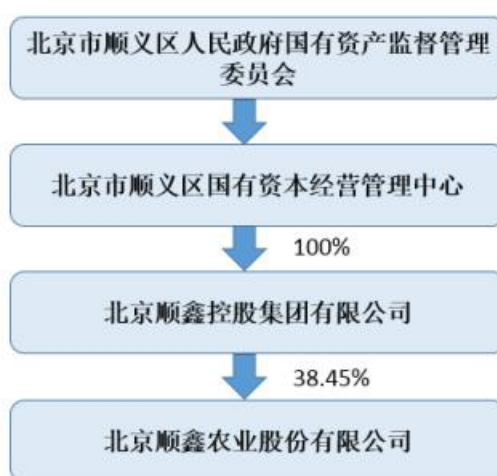 北京市顺义区人民政府国有资产监督管理
委员会
北京市顺义区国有资本经营管理中心
100%
北京顺鑫控股集团有限公司
38.45%
北京顺鑫农业股份有限公司